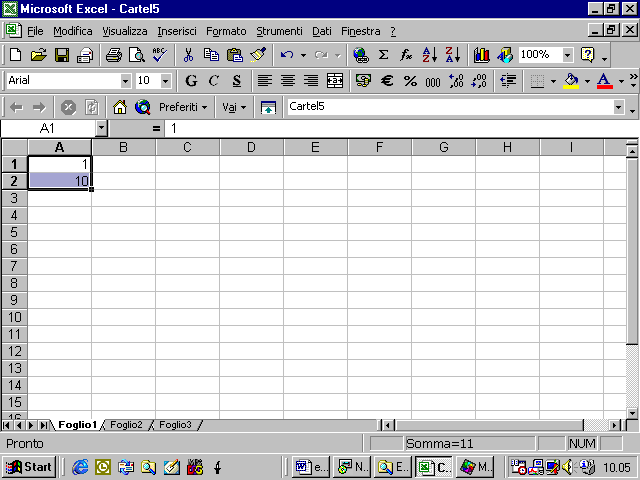 Microsoft Excel - Cartel5
File Modifica Visualizza Inserisci Formato Strumenti Dati Finestra ?
100%
Arial 10 G C S € % 000
Preferiti Vai Cartel5
A1 = 1
A B C D E F G H I
1 1
2 10
3
4
5
6
7
8
9
10
11
12
13
14
15
16
Foglio1 Foglio2 Foglio3
Pronto Somma=11 NUM
Start e... N... E... C... M... 10.05